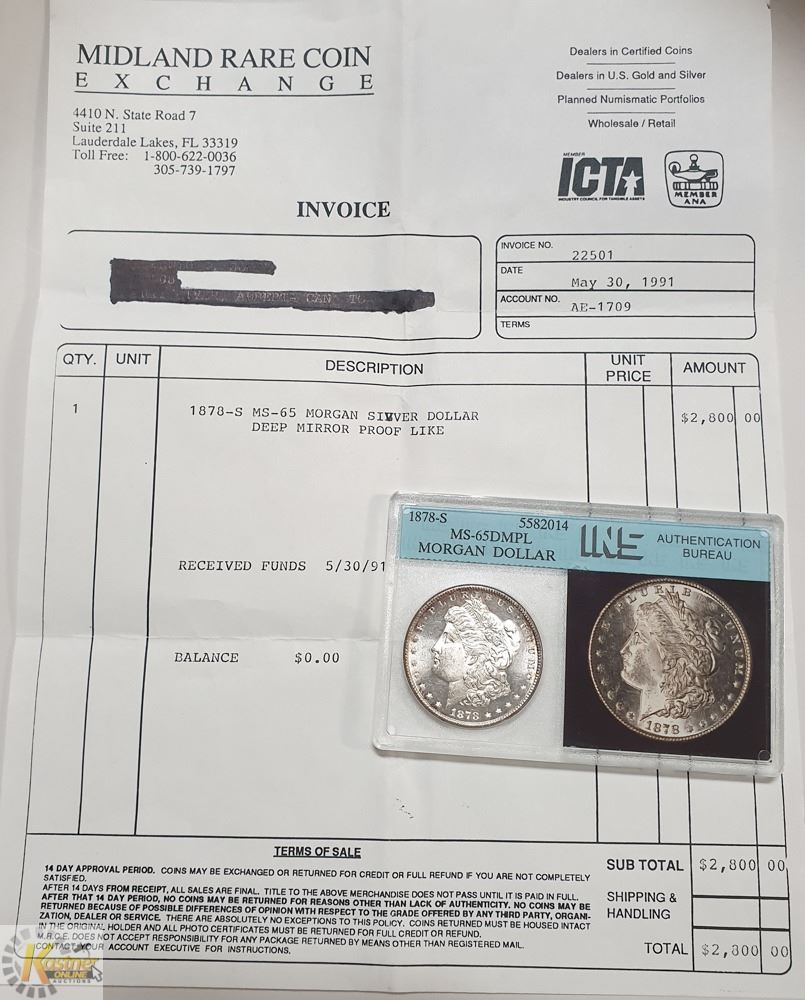 MIDLAND RARE COIN
EXCHANGE
4410 N. State Road 7
Suite 211
Lauderdale Lakes, FL 33319
Toll Free: 1-800-622-0036
305-739-1797
Dealers in Certified Coins
Dealers in U.S. Gold and Silver
Planned Numismatic Portfolios
Wholesale / Retail
MEMBER
ICTA
INDUSTRY COUNCIL FOR TANGIBLE ASSETS
MEMBER
ANA
INVOICE
INVOICE NO. 22501
DATE May 30, 1991
ACCOUNT NO. AE-1709
TERMS
QTY. UNIT DESCRIPTION UNIT PRICE AMOUNT
1 1878-S MS-65 MORGAN SILVER DOLLAR $2,800 00
DEEP MIRROR PROOF LIKE
RECEIVED FUNDS 5/30/91
BALANCE $0.00
1878-S 5582014
MS-65DMPL
MORGAN DOLLAR
INE
AUTHENTICATION
BUREAU
E PLURIBUS UNUM
1878
E PLURIBUS UNUM
1878
TERMS OF SALE
14 DAY APPROVAL PERIOD. COINS MAY BE EXCHANGED OR RETURNED FOR CREDIT OR FULL REFUND IF YOU ARE NOT COMPLETELY
SATISFIED.
AFTER 14 DAYS FROM RECEIPT, ALL SALES ARE FINAL. TITLE TO THE ABOVE MERCHANDISE DOES NOT PASS UNTIL IT IS PAID IN FULL.
AFTER THAT 14 DAY PERIOD, NO COINS MAY BE RETURNED FOR REASONS OTHER THAN LACK OF AUTHENTICITY. NO COINS MAY BE
RETURNED BECAUSE OF POSSIBLE DIFFERENCES OF OPINION WITH RESPECT TO THE GRADE OFFERED BY ANY THIRD PARTY, ORGANI-
ZATION, DEALER OR SERVICE. THERE ARE ABSOLUTELY NO EXCEPTIONS TO THIS POLICY. COINS RETURNED MUST BE HOUSED INTACT
IN THE ORIGINAL HOLDER AND ALL PHOTO CERTIFICATES MUST BE RETURNED FOR FULL CREDIT OR REFUND.
M.R.C.E. DOES NOT ACCEPT RESPONSIBILITY FOR ANY PACKAGE RETURNED BY MEANS OTHER THAN REGISTERED MAIL.
CONTACT YOUR ACCOUNT EXECUTIVE FOR INSTRUCTIONS.
SUB TOTAL $2,800 00
SHIPPING &
HANDLING
TOTAL $2,800 00
Kastner
ONLINE
AUCTIONS